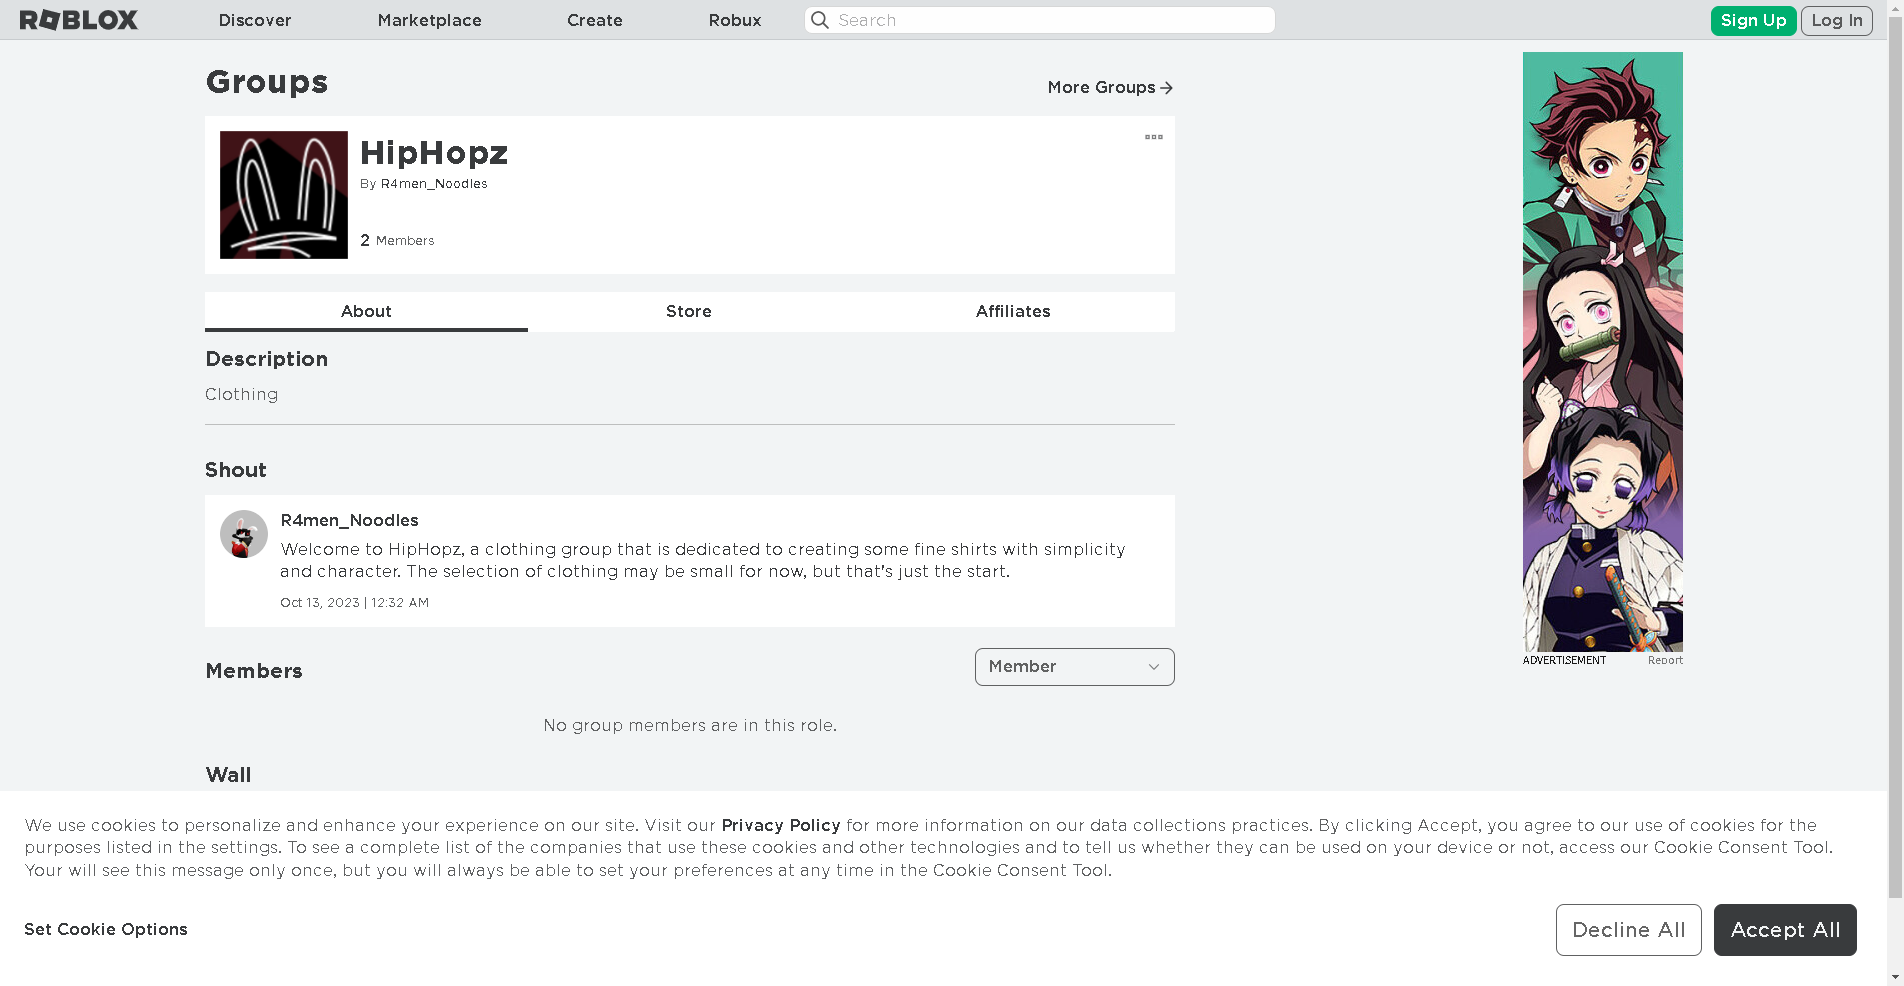 ROBLOX
Discover
Marketplace
Create
Robux
Search
Sign Up
Log In
Groups
More Groups
HipHopz
By R4men_Noodles
2 Members
About
Store
Affiliates
Description
Clothing
Shout
R4men_Noodles
Welcome to HipHopz, a clothing group that is dedicated to creating some fine shirts with simplicity
and character. The selection of clothing may be small for now, but that's just the start.
Oct 13, 2023 | 12:32 AM
Members
Member
No group members are in this role.
Wall
ADVERTISEMENT
Report
We use cookies to personalize and enhance your experience on our site. Visit our Privacy Policy for more information on our data collections practices. By clicking Accept, you agree to our use of cookies for the
purposes listed in the settings. To see a complete list of the companies that use these cookies and other technologies and to tell us whether they can be used on your device or not, access our Cookie Consent Tool.
Your will see this message only once, but you will always be able to set your preferences at any time in the Cookie Consent Tool.
Set Cookie Options
Decline All
Accept All